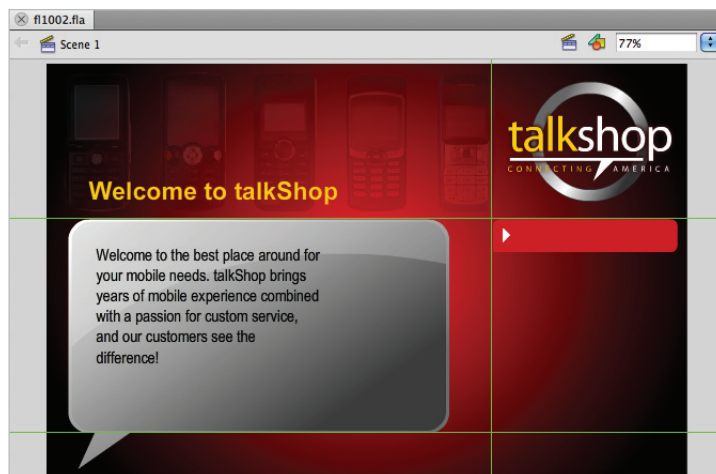 fl1002.fla
Scene 1
77%
talkshop
CONNECTING AMERICA
Welcome to talkShop
Welcome to the best place around for
your mobile needs. talkShop brings
years of mobile experience combined
with a passion for custom service,
and our customers see the
difference!